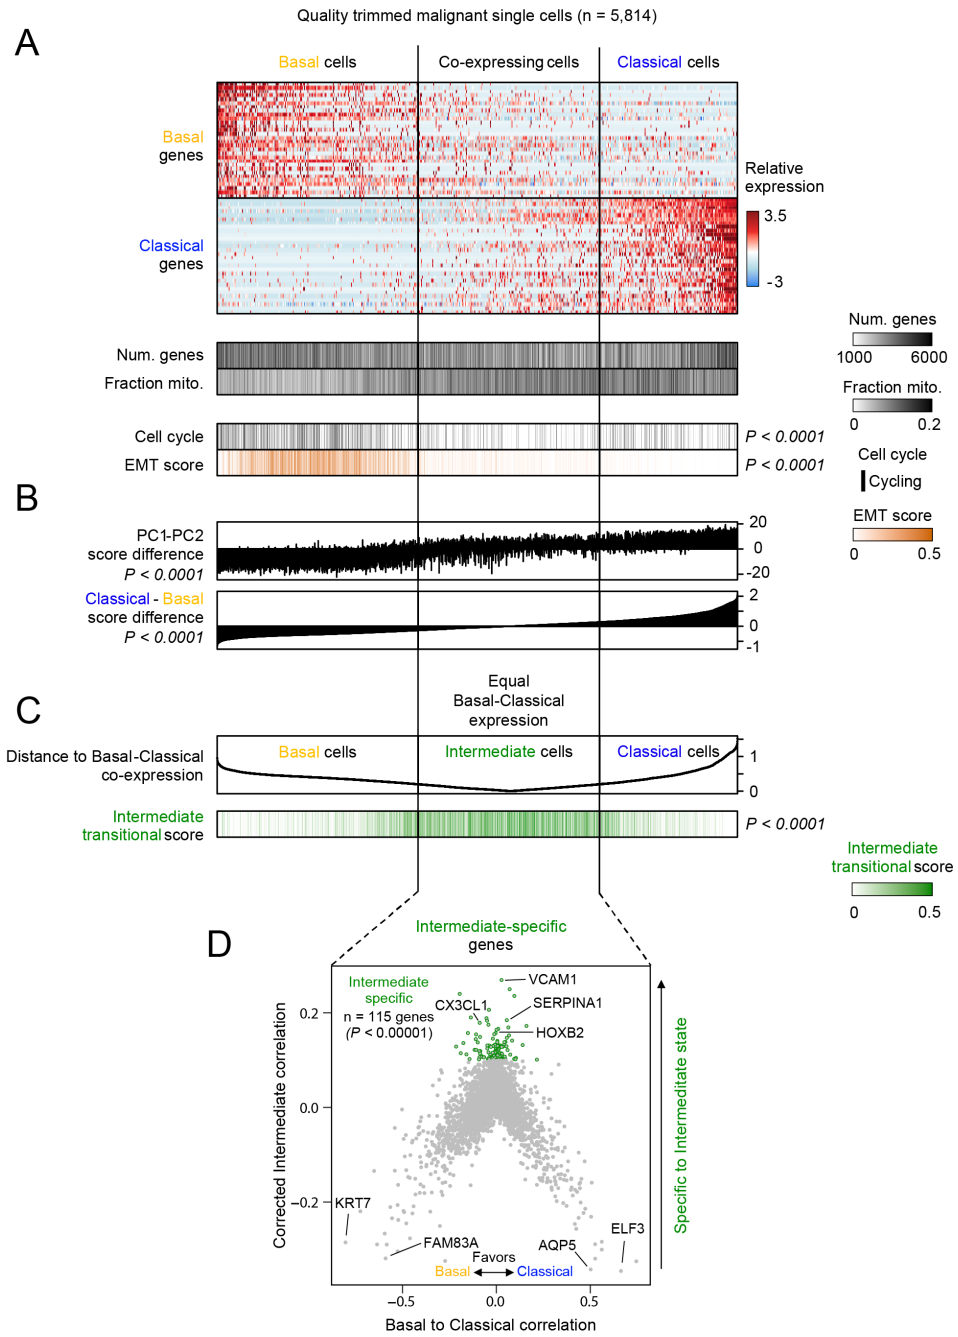 Quality trimmed malignant single cells (n = 5,814)
A
Basal cells
Co-expressing cells
Classical cells
Basal
genes
Classical
genes
Relative
expression
3.5
-3
Num. genes
Fraction mito.
Num. genes
1000 6000
Fraction mito.
0 0.2
Cell cycle
P < 0.0001
EMT score
P < 0.0001
Cell cycle
Cycling
EMT score
0 0.5
B
PC1-PC2
score difference
P < 0.0001
20
0
-20
Classical - Basal
score difference
P < 0.0001
2
0
-1
C
Equal
Basal-Classical
expression
Distance to Basal-Classical
co-expression
Basal cells
Intermediate cells
Classical cells
1
0
Intermediate
transitional score
P < 0.0001
Intermediate
transitional score
0 0.5
D
Intermediate-specific
genes
Intermediate
specific
n = 115 genes
(P < 0.00001)
VCAM1
CX3CL1
SERPINA1
HOXB2
KRT7
FAM83A
AQP5
ELF3
Favors
Basal
Classical
0.2
0.0
−0.2
Corrected Intermediate correlation
−0.5
0.0
0.5
Basal to Classical correlation
Specific to Intermeditate state